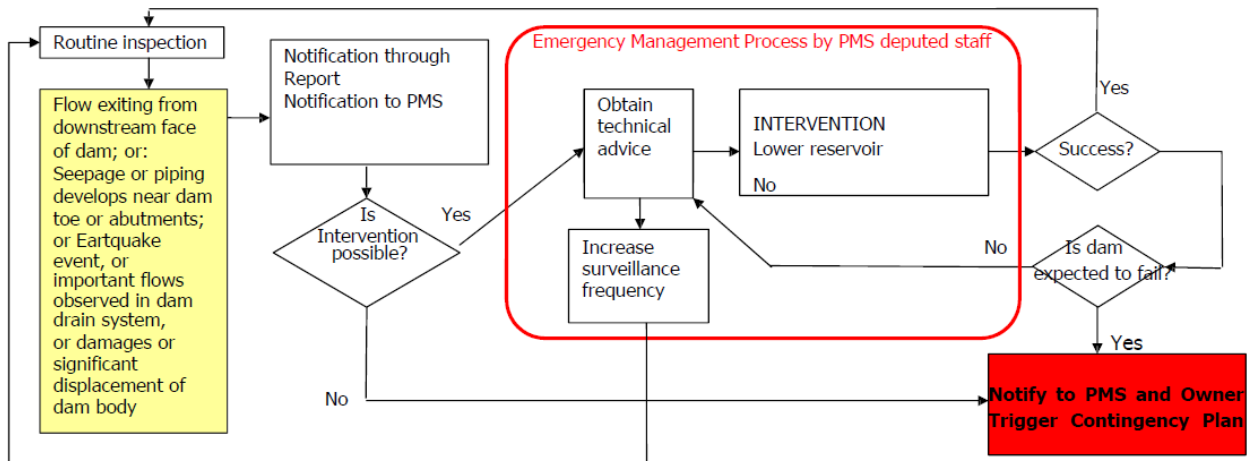 Routine inspection
Flow exiting from
downstream face
of dam; or:
Seepage or piping
develops near dam
toe or abutments;
or Eartquake
event, or
important flows
observed in dam
drain system,
or damages or
significant
displacement of
dam body
Notification through
Report
Notification to PMS
Is
Intervention
possible?
Yes
No
Emergency Management Process by PMS deputed staff
Obtain
technical
advice
Increase
surveillance
frequency
INTERVENTION
Lower reservoir
No
Success?
Yes
Is dam
expected to fail?
No
Yes
Notify to PMS and Owner
Trigger Contingency Plan